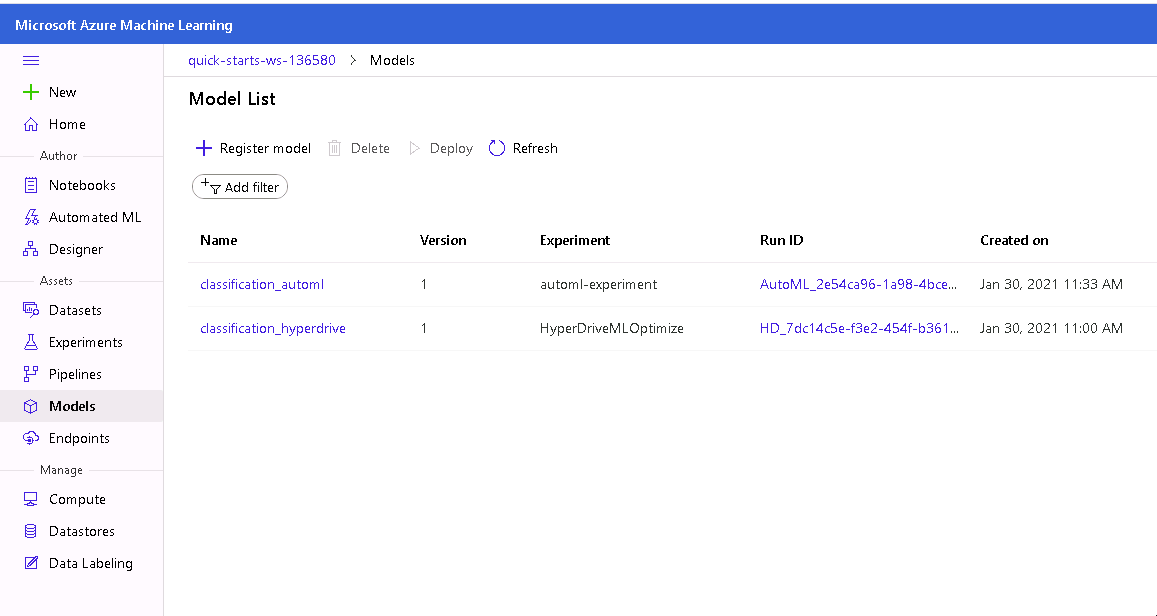 Microsoft Azure Machine Learning
quick-starts-ws-136580 > Models
New
Home
Author
Notebooks
Automated ML
Designer
Assets
Datasets
Experiments
Pipelines
Models
Endpoints
Manage
Compute
Datastores
Data Labeling
Model List
Register model Delete Deploy Refresh
Add filter
Name Version Experiment Run ID Created on
classification_automl 1 automl-experiment AutoML_2e54ca96-1a98-4bce... Jan 30, 2021 11:33 AM
classification_hyperdrive 1 HyperDriveMLOptimize HD_7dc14c5e-f3e2-454f-b361... Jan 30, 2021 11:00 AM